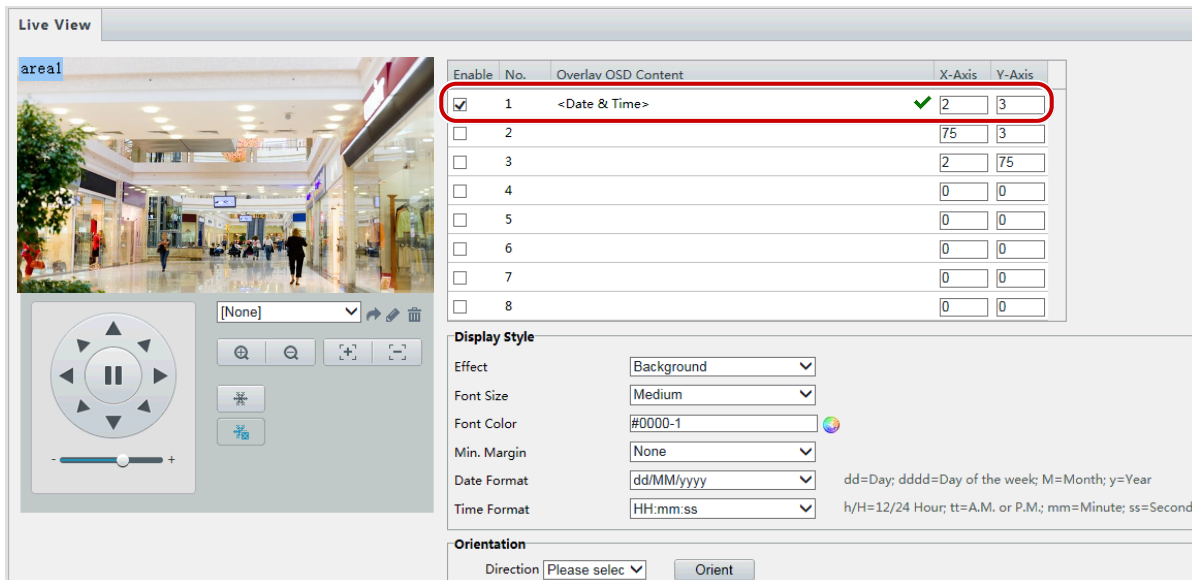 Live View
area1
Enable No. Overlay OSD Content X-Axis Y-Axis
1 <Date & Time> 2 3
2 75 3
3 2 75
4 0 0
5 0 0
6 0 0
7 0 0
8 0 0
[None]
- +
Display Style
Effect Background
Font Size Medium
Font Color #0000-1
Min. Margin None
Date Format dd/MM/yyyy dd=Day; dddd=Day of the week; M=Month; y=Year
Time Format HH:mm:ss h/H=12/24 Hour; tt=A.M. or P.M.; mm=Minute; ss=Second
Orientation
Direction Please selec Orient